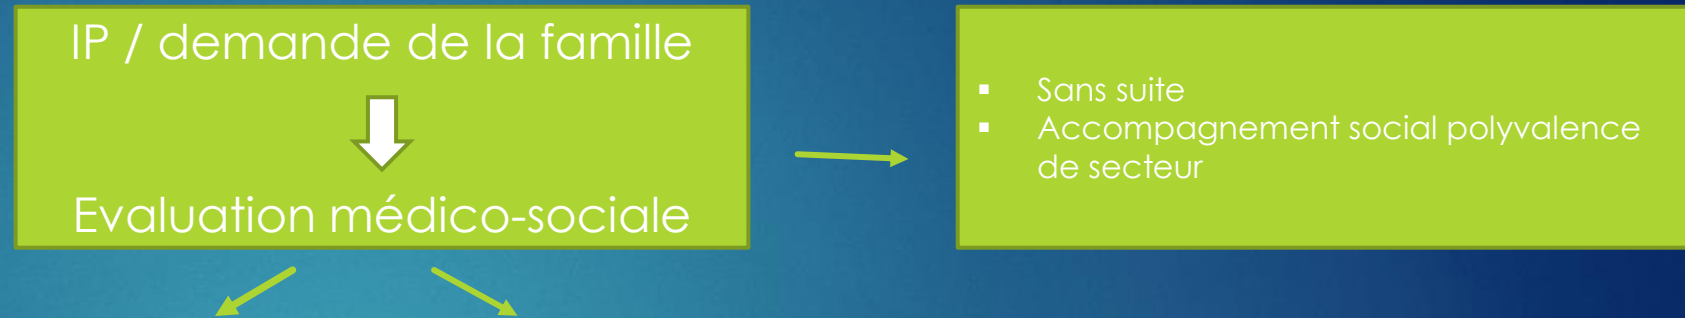 IP / demande de la famille
Evaluation médico-sociale
▪ Sans suite
▪ Accompagnement social polyvalence
de secteur